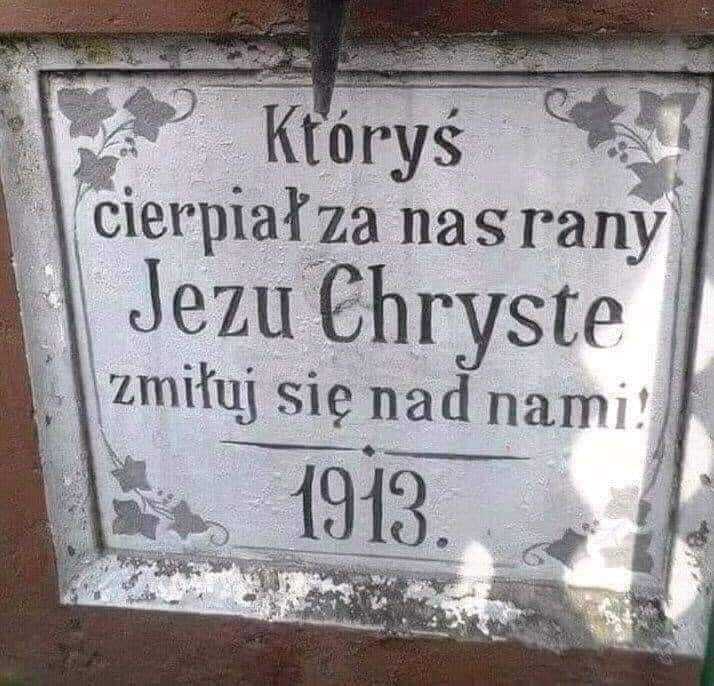 Któryś
cierpiał za nas rany
Jezu Chryste
zmiłuj się nad nami!
1913.